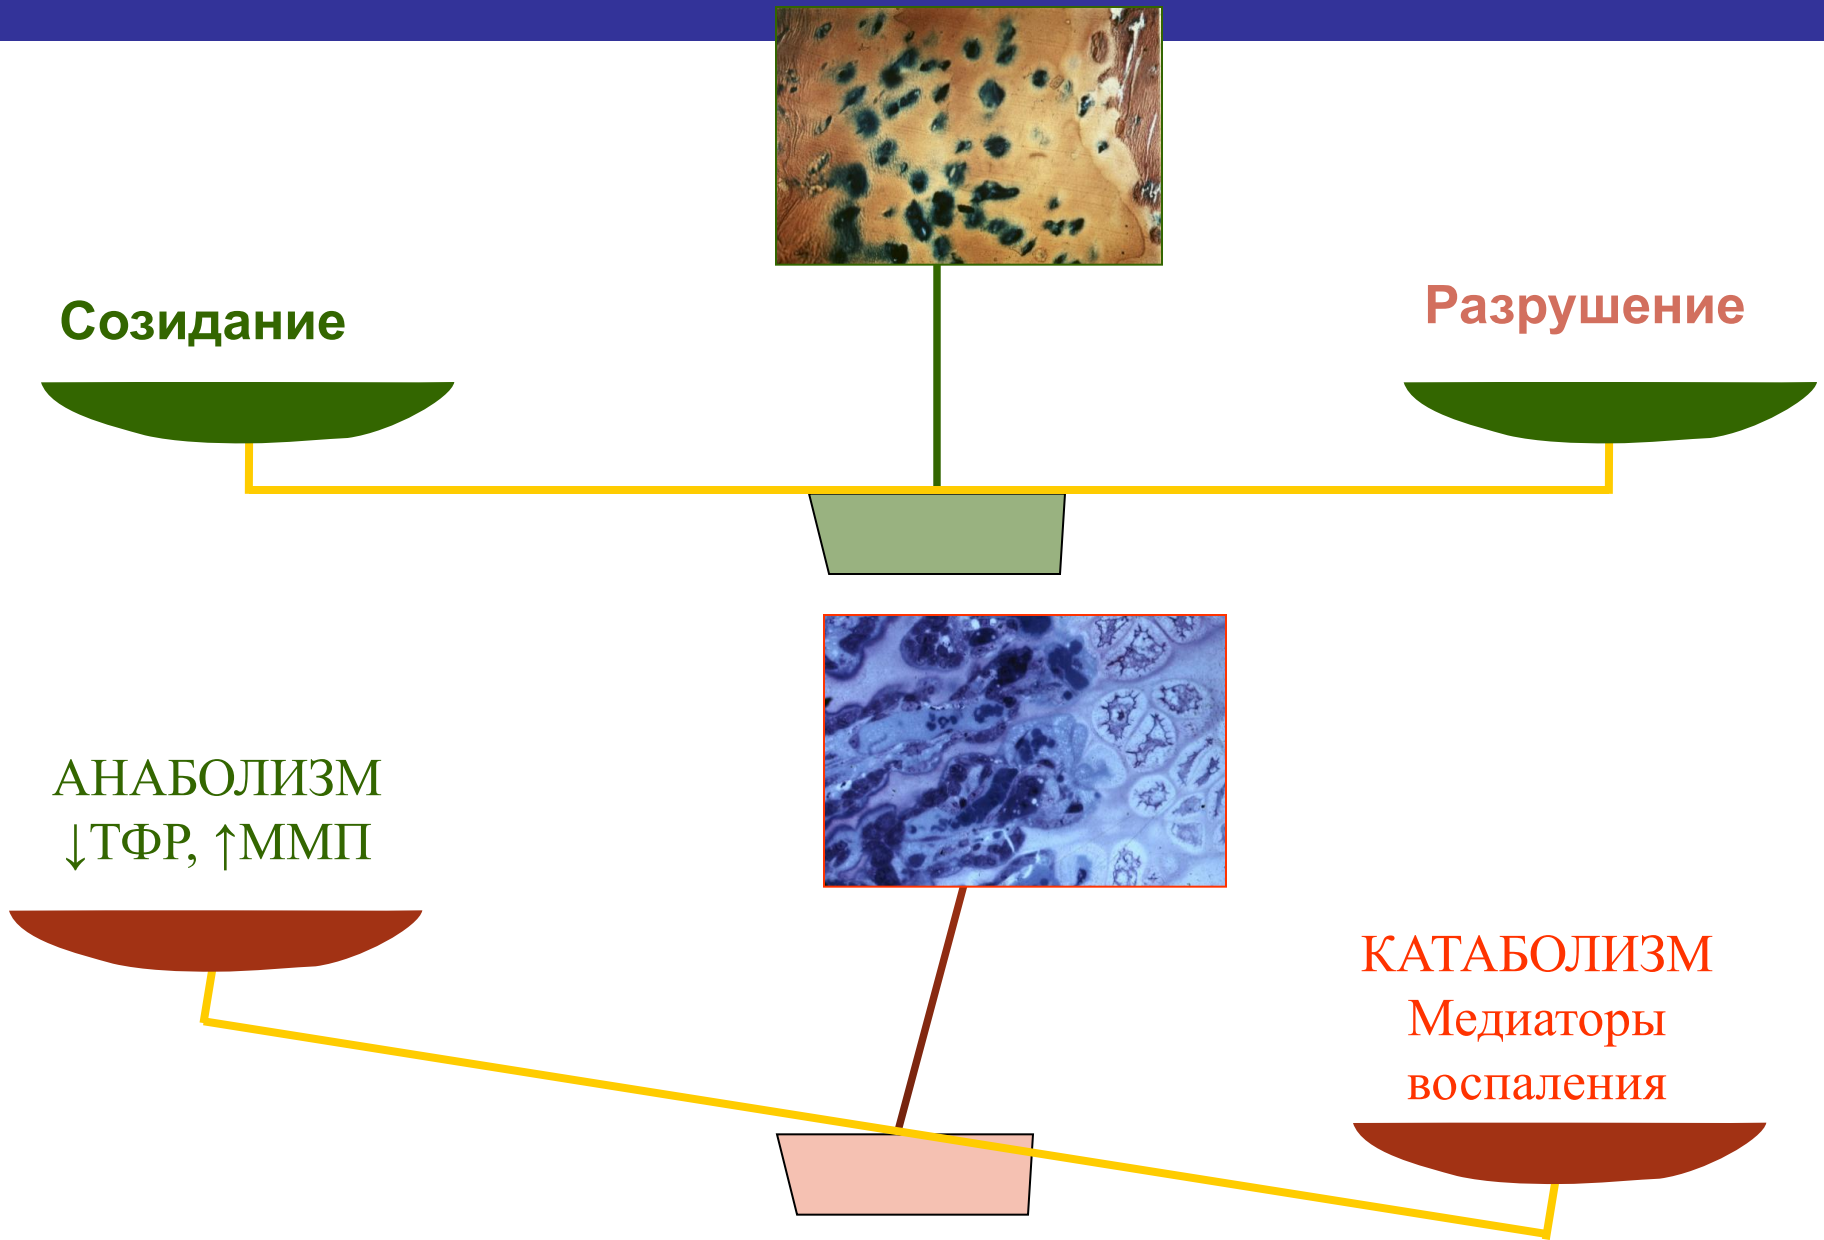 Созидание
Разрушение
АНАБОЛИЗМ
↓ТФР, ↑ММП
КАТАБОЛИЗМ
Медиаторы
воспаления